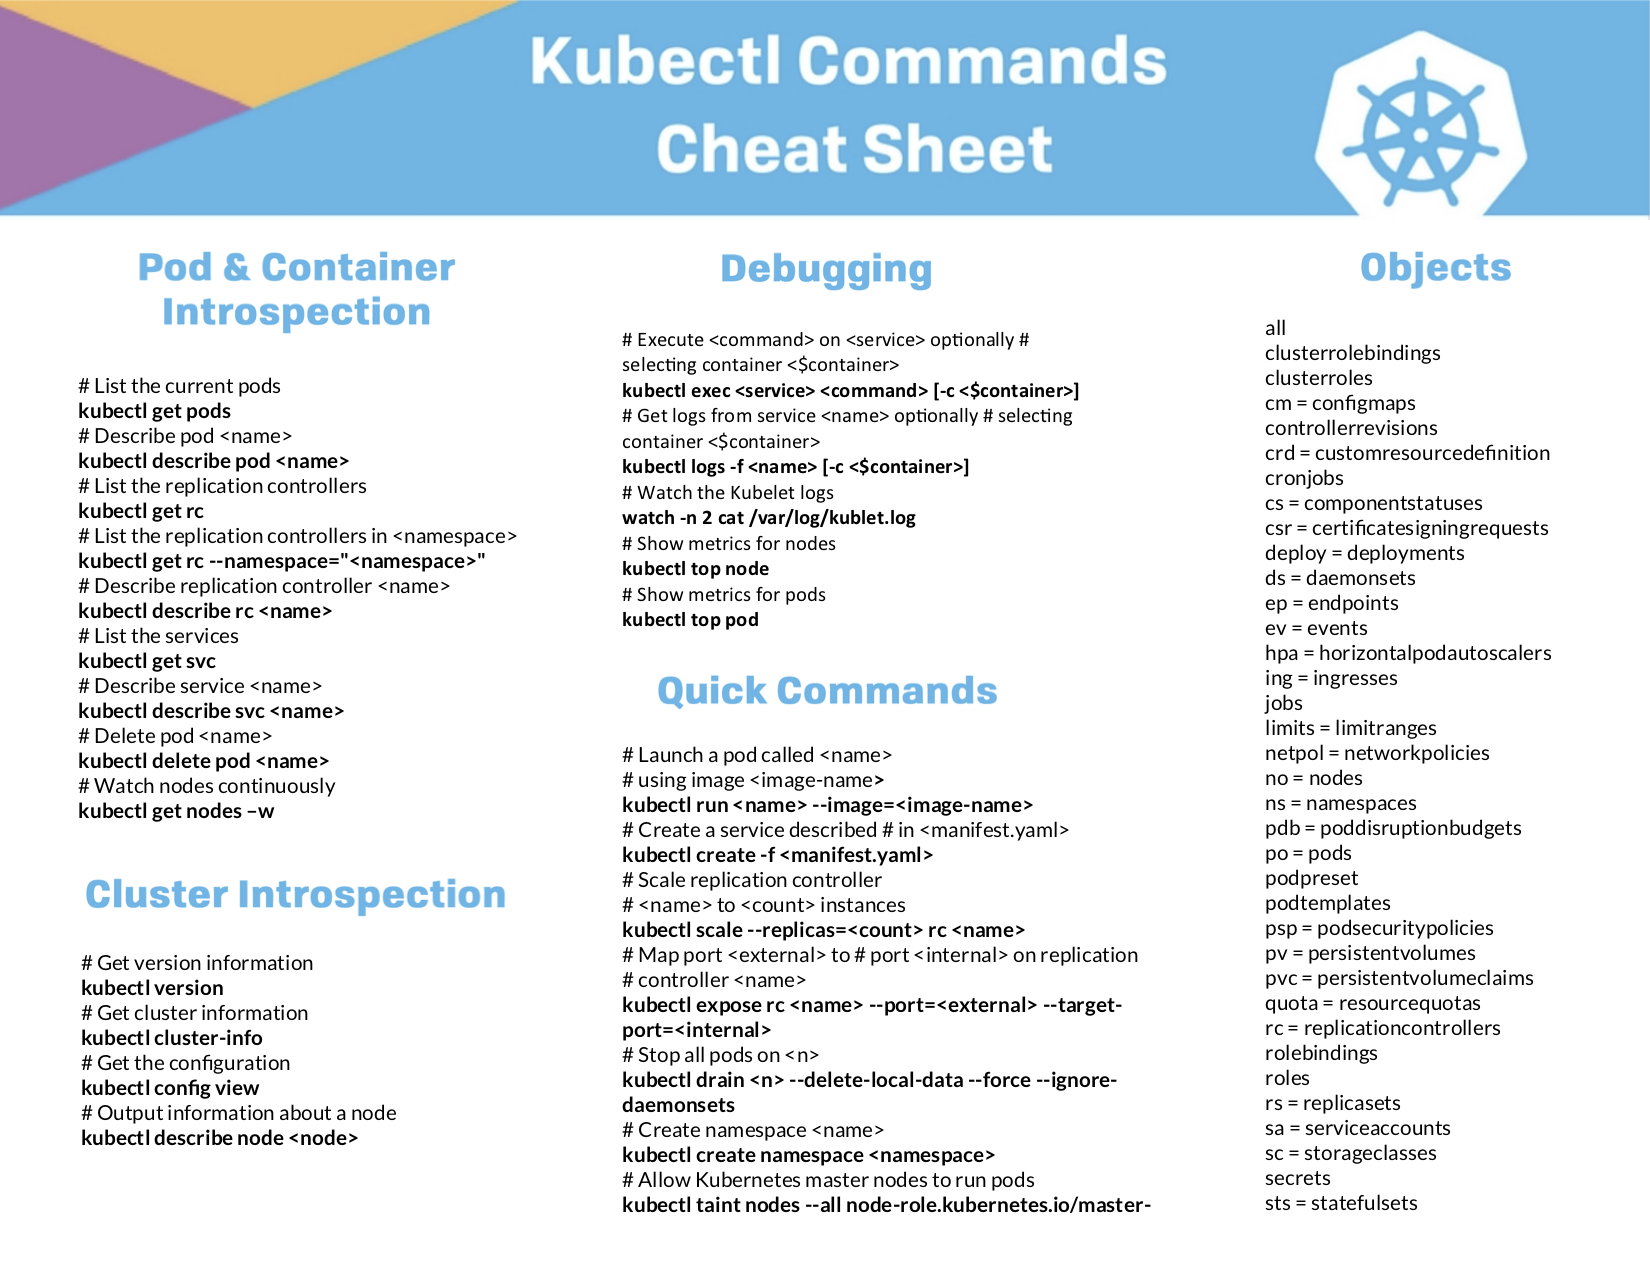 Kubectl Commands
Cheat Sheet
Pod & Container
Introspection
# List the current pods
kubectl get pods
# Describe pod <name>
kubectl describe pod <name>
# List the replication controllers
kubectl get rc
# List the replication controllers in <namespace>
kubectl get rc --namespace="<namespace>"
# Describe replication controller <name>
kubectl describe rc <name>
# List the services
kubectl get svc
# Describe service <name>
kubectl describe svc <name>
# Delete pod <name>
kubectl delete pod <name>
# Watch nodes continuously
kubectl get nodes –w
Cluster Introspection
# Get version information
kubectl version
# Get cluster information
kubectl cluster-info
# Get the configuration
kubectl config view
# Output information about a node
kubectl describe node <node>
Debugging
# Execute <command> on <service> optionally #
selecting container <$container>
kubectl exec <service> <command> [-c <$container>]
# Get logs from service <name> optionally # selecting
container <$container>
kubectl logs -f <name> [-c <$container>]
# Watch the Kubelet logs
watch -n 2 cat /var/log/kublet.log
# Show metrics for nodes
kubectl top node
# Show metrics for pods
kubectl top pod
Quick Commands
# Launch a pod called <name>
# using image <image-name>
kubectl run <name> --image=<image-name>
# Create a service described # in <manifest.yaml>
kubectl create -f <manifest.yaml>
# Scale replication controller
# <name> to <count> instances
kubectl scale --replicas=<count> rc <name>
# Map port <external> to # port <internal> on replication
# controller <name>
kubectl expose rc <name> --port=<external> --target-
port=<internal>
# Stop all pods on <n>
kubectl drain <n> --delete-local-data --force --ignore-
daemonsets
# Create namespace <name>
kubectl create namespace <namespace>
# Allow Kubernetes master nodes to run pods
kubectl taint nodes --all node-role.kubernetes.io/master-
Objects
all
clusterrolebindings
clusterroles
cm = configmaps
controllerrevisions
crd = customresourcedefinition
cronjobs
cs = componentstatuses
csr = certificatesigningrequests
deploy = deployments
ds = daemonsets
ep = endpoints
ev = events
hpa = horizontalpodautoscalers
ing = ingresses
jobs
limits = limitranges
netpol = networkpolicies
no = nodes
ns = namespaces
pdb = poddisruptionbudgets
po = pods
podpreset
podtemplates
psp = podsecuritypolicies
pv = persistentvolumes
pvc = persistentvolumeclaims
quota = resourcequotas
rc = replicationcontrollers
rolebindings
roles
rs = replicasets
sa = serviceaccounts
sc = storageclasses
secrets
sts = statefulsets